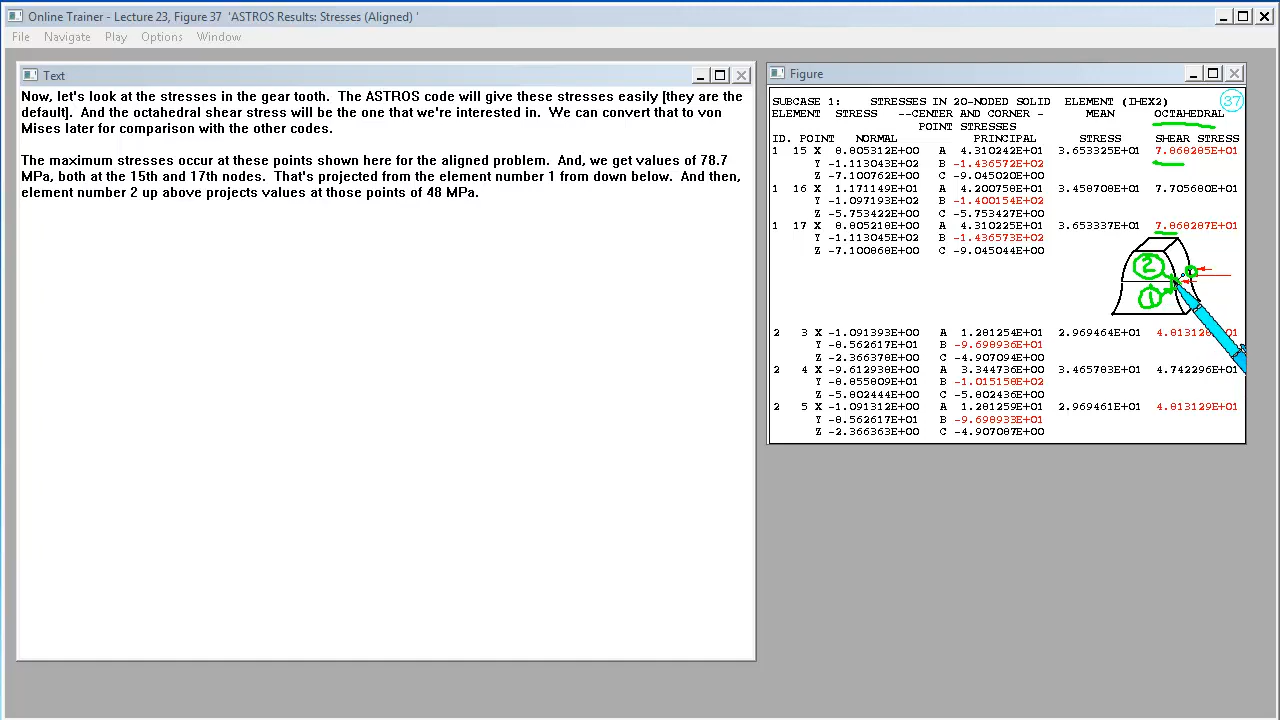 Online Trainer - Lecture 23, Figure 37 'ASTROS Results: Stresses (Aligned) '
File Navigate Play Options Window
Text
Now, let's look at the stresses in the gear tooth. The ASTROS code will give these stresses easily [they are the
default]. And the octahedral shear stress will be the one that we're interested in. We can convert that to von
Mises later for comparison with the other codes.
The maximum stresses occur at these points shown here for the aligned problem. And, we get values of 78.7
MPa, both at the 15th and 17th nodes. That's projected from the element number 1 from down below. And then,
element number 2 up above projects values at those points of 48 MPa.
Figure
37
SUBCASE 1: STRESSES IN 20-NODED SOLID ELEMENT (IHEX2)
ELEMENT STRESS --CENTER AND CORNER - MEAN OCTAHEDRAL
POINT STRESSES
ID. POINT NORMAL PRINCIPAL STRESS SHEAR STRESS
1 15 X 8.805312E+00 A 4.310242E+01 3.653325E+01 7.868285E+01
Y -1.113043E+02 B -1.436572E+02
Z -7.100762E+00 C -9.045020E+00
1 16 X 1.171149E+01 A 4.200758E+01 3.458708E+01 7.705680E+01
Y -1.097193E+02 B -1.400154E+02
Z -5.753422E+00 C -5.753427E+00
1 17 X 8.805218E+00 A 4.310225E+01 3.653337E+01 7.868287E+01
Y -1.113045E+02 B -1.436573E+02
Z -7.100868E+00 C -9.045044E+00
2
1
2 3 X -1.091393E+00 A 1.281254E+01 2.969464E+01
Y -8.562617E+01 B -9.698936E+01
Z -2.366378E+00 C -4.907094E+00
2 4 X -9.612938E+00 A 3.344736E+00 3.465783E+01 4.742296E+01
Y -8.855809E+01 B -1.015158E+02
Z -5.802444E+00 C -5.802436E+00
2 5 X -1.091312E+00 A 1.281259E+01 2.969461E+01 4.813129E+01
Y -8.562617E+01 B -9.698933E+01
Z -2.366363E+00 C -4.907087E+00